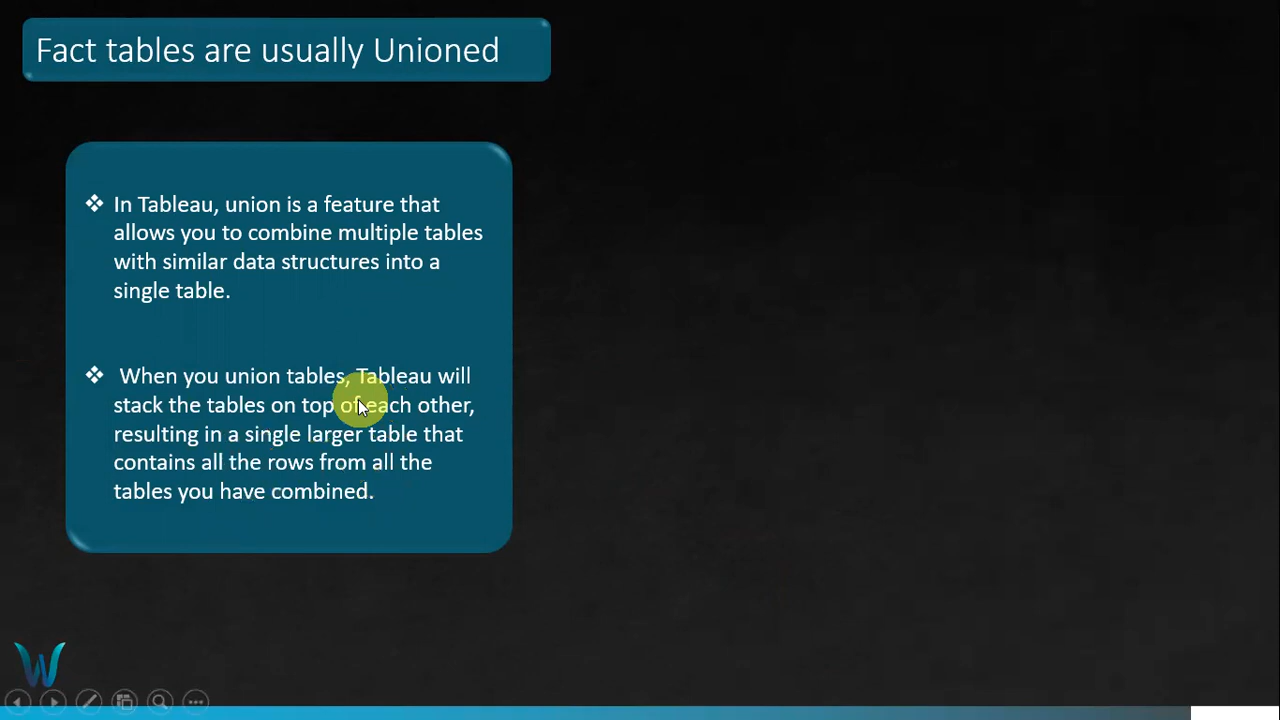 Fact tables are usually Unioned
❖ In Tableau, union is a feature that
allows you to combine multiple tables
with similar data structures into a
single table.
❖ When you union tables, Tableau will
stack the tables on top of each other,
resulting in a single larger table that
contains all the rows from all the
tables you have combined.
W